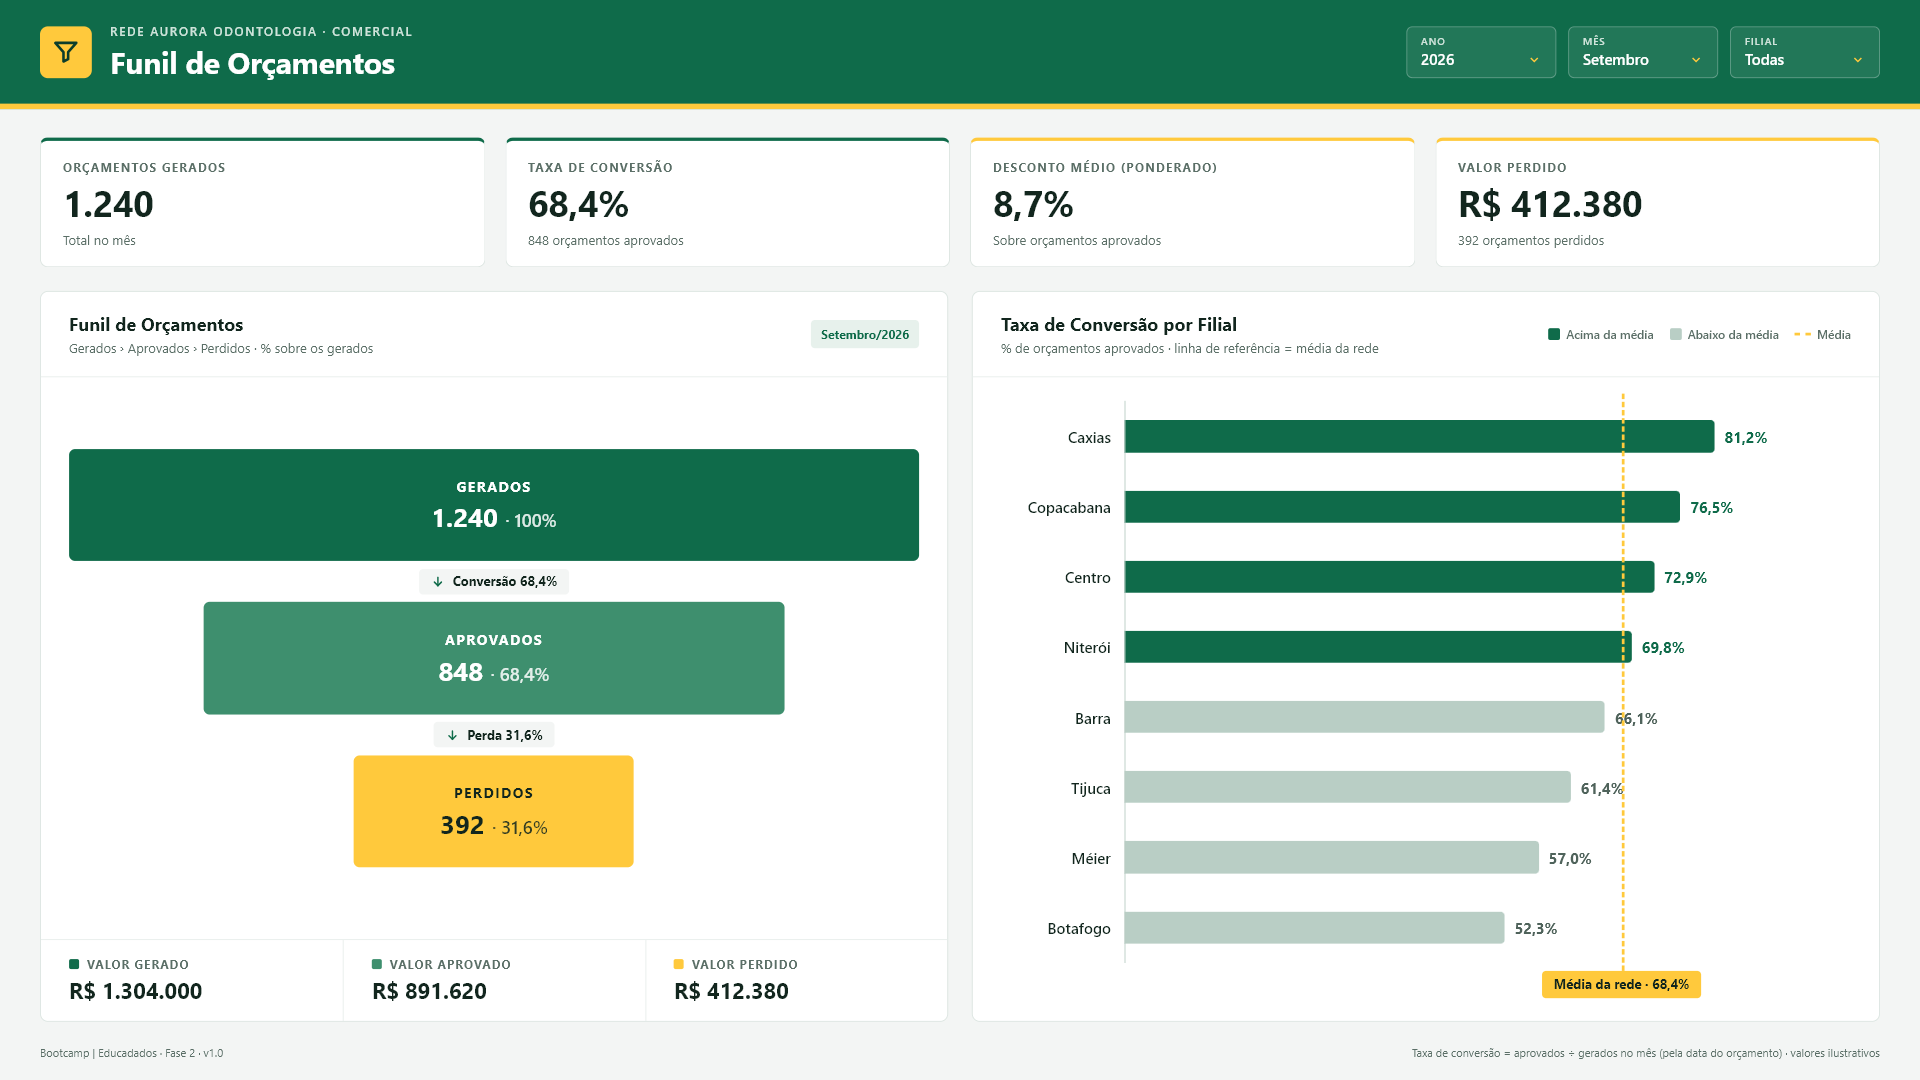 REDE AURORA ODONTOLOGIA · COMERCIAL
Funil de Orçamentos
ANO
2026
MÊS
Setembro
FILIAL
Todas
ORÇAMENTOS GERADOS
1.240
Total no mês
TAXA DE CONVERSÃO
68,4%
848 orçamentos aprovados
DESCONTO MÉDIO (PONDERADO)
8,7%
Sobre orçamentos aprovados
VALOR PERDIDO
R$ 412.380
392 orçamentos perdidos
Funil de Orçamentos
Gerados › Aprovados › Perdidos · % sobre os gerados
Setembro/2026
GERADOS
1.240 · 100%
↓ Conversão 68,4%
APROVADOS
848 · 68,4%
↓ Perda 31,6%
PERDIDOS
392 · 31,6%
VALOR GERADO
R$ 1.304.000
VALOR APROVADO
R$ 891.620
VALOR PERDIDO
R$ 412.380
Taxa de Conversão por Filial
% de orçamentos aprovados · linha de referência = média da rede
Acima da média
Abaixo da média
Média
Caxias 81,2%
Copacabana 76,5%
Centro 72,9%
Niterói 69,8%
Barra 66,1%
Tijuca 61,4%
Méier 57,0%
Botafogo 52,3%
Média da rede · 68,4%
Bootcamp | Educadados · Fase 2 · v1.0
Taxa de conversão = aprovados ÷ gerados no mês (pela data do orçamento) · valores ilustrativos